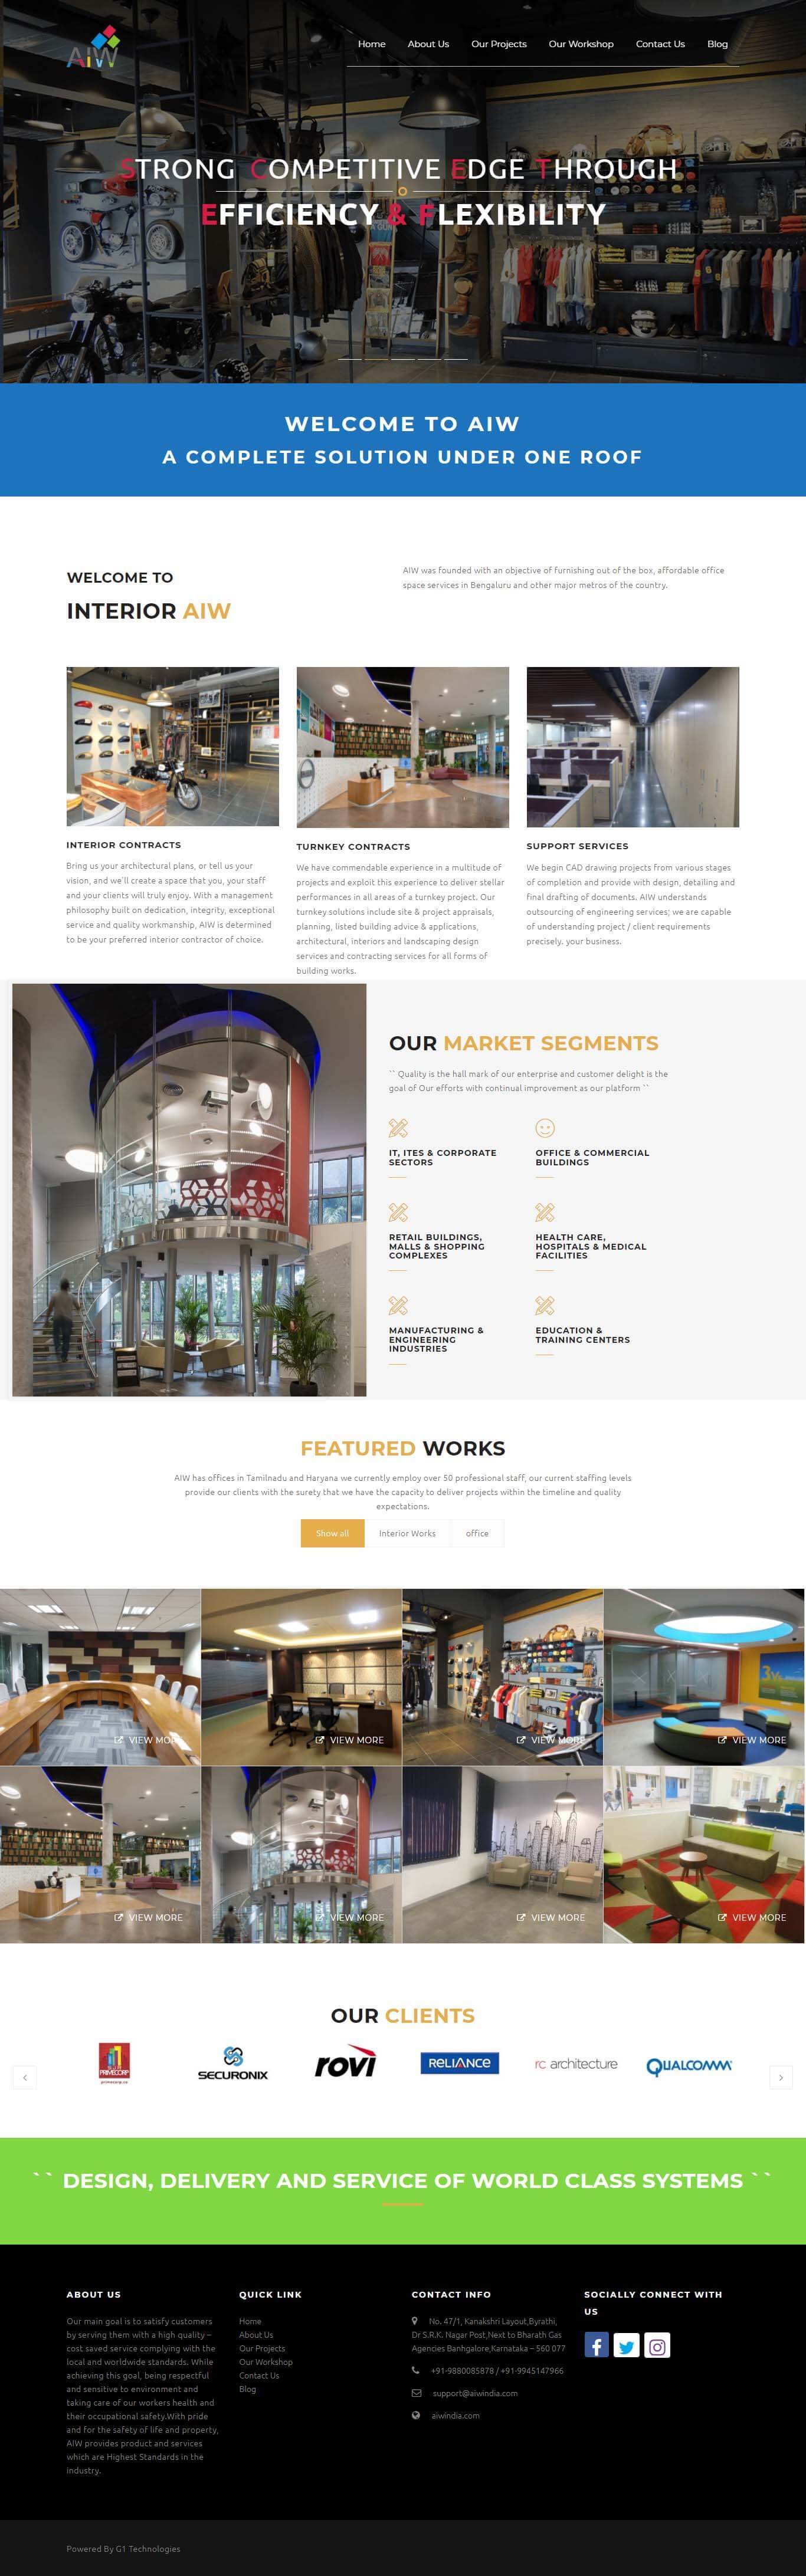 AiW
Home About Us Our Projects Our Workshop Contact Us Blog
STRONG COMPETITIVE EDGE THROUGH
EFFICIENCY & FLEXIBILITY
WELCOME TO AIW
A COMPLETE SOLUTION UNDER ONE ROOF
WELCOME TO
INTERIOR AIW
AIW was founded with an objective of furnishing out of the box, affordable office
space services in Bengaluru and other major metros of the country.
INTERIOR CONTRACTS
Bring us your architectural plans, or tell us your
vision, and we'll create a space that you, your staff
and your clients will truly enjoy. With a management
philosophy built on dedication, integrity, exceptional
service and quality workmanship, AIW is determined
to be your preferred interior contractor of choice.
TURNKEY CONTRACTS
We have commendable experience in a multitude of
projects and exploit this experience to deliver stellar
performances in all areas of a turnkey project. Our
turnkey solutions include site & project appraisals,
planning, listed building advice & applications,
architectural, interiors and landscaping design
services and contracting services for all forms of
building works.
SUPPORT SERVICES
We begin CAD drawing projects from various stages
of completion and provide with design, detailing and
final drafting of documents. AIW understands
outsourcing of engineering services; we are capable
of understanding project / client requirements
precisely. your business.
OUR MARKET SEGMENTS
`` Quality is the hall mark of our enterprise and customer delight is the
goal of Our efforts with continual improvement as our platform ``
IT, ITES & CORPORATE
SECTORS
OFFICE & COMMERCIAL
BUILDINGS
RETAIL BUILDINGS,
MALLS & SHOPPING
COMPLEXES
HEALTH CARE,
HOSPITALS & MEDICAL
FACILITIES
MANUFACTURING &
ENGINEERING
INDUSTRIES
EDUCATION &
TRAINING CENTERS
FEATURED WORKS
AIW has offices in Tamilnadu and Haryana we currently employ over 50 professional staff, our current staffing levels
provide our clients with the surety that we have the capacity to deliver projects within the timeline and quality
expectations.
Show all Interior Works office
VIEW MORE VIEW MORE VIEW MORE VIEW MORE
VIEW MORE VIEW MORE VIEW MORE VIEW MORE
OUR CLIENTS
PRIMECORP
SECURONIX
rovi
RELIANCE
rc architecture
QUALCOMM
`` DESIGN, DELIVERY AND SERVICE OF WORLD CLASS SYSTEMS ``
ABOUT US
Our main goal is to satisfy customers
by serving them with a high quality –
cost saved service complying with the
local and worldwide standards. While
achieving this goal, being respectful
and sensitive to environment and
taking care of our workers health and
their occupational safety.With pride
and for the safety of life and property,
AIW provides product and services
which are Highest Standards in the
industry.
QUICK LINK
Home
About Us
Our Projects
Our Workshop
Contact Us
Blog
CONTACT INFO
No. 47/1, Kanakshri Layout,Byrathi,
Dr S.R.K. Nagar Post,Next to Bharath Gas
Agencies Banhgalore,Karnataka – 560 077
+91-9880085878 / +91-9945147966
support@aiwindia.com
aiwindia.com
SOCIALLY CONNECT WITH
US
Powered By G1 Technologies